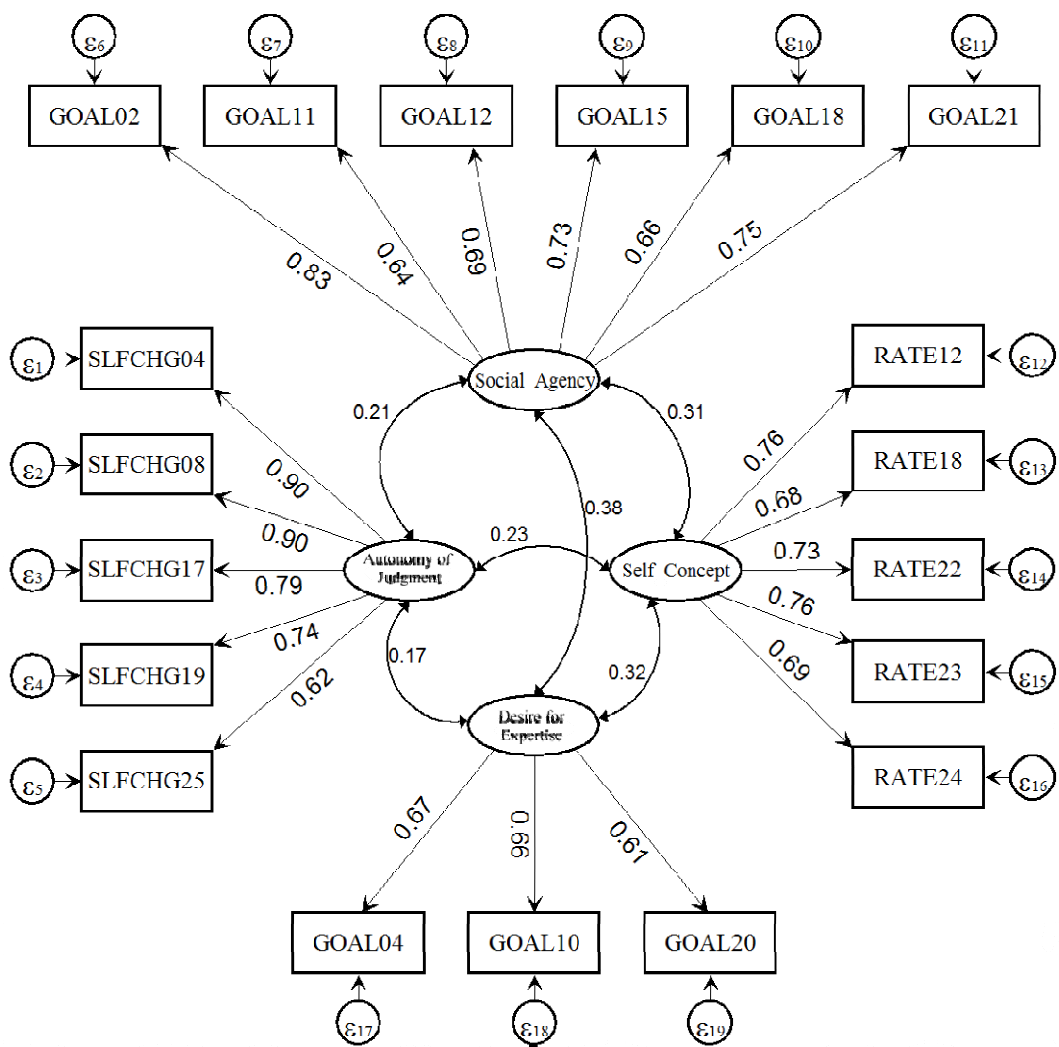 ε6 ε7 ε8 ε9 ε10 ε11
GOAL02 GOAL11 GOAL12 GOAL15 GOAL18 GOAL21
0.83 0.64 0.69 0.73 0.66 0.75
ε1 SLFCHG04
Social Agency
RATE12 ε12
0.21
0.31
0.76
ε2 SLFCHG08
RATE18 ε13
0.90
0.68
0.38
0.90
0.23
0.73
ε3 SLFCHG17
Autonomy of
Judgment
Self Concept
RATE22 ε14
0.79
0.76
0.74
0.17
0.32
0.69
ε4 SLFCHG19
RATE23 ε15
0.62
Desire for
Expertise
ε5 SLFCHG25
RATE24 ε16
0.67 0.66 0.61
GOAL04 GOAL10 GOAL20
ε17 ε18 ε19